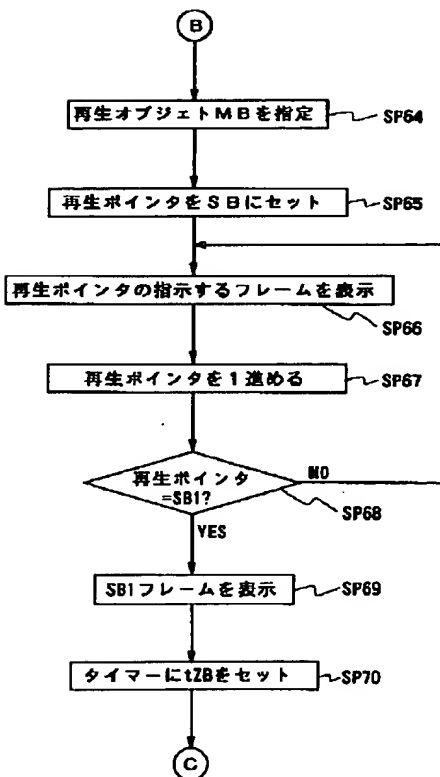 B
再生オブジェトMBを指定
SP64
再生ポインタをSBにセット
SP65
再生ポインタの指示するフレームを表示
SP66
再生ポインタを1進める
SP67
再生ポインタ
=SB1?
NO
SP68
YES
SB1フレームを表示
SP69
タイマーにtZBをセット
SP70
C